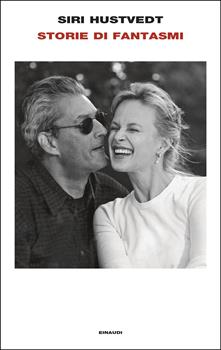 SIRI HUSTVEDT
STORIE DI FANTASMI
EINAUDI